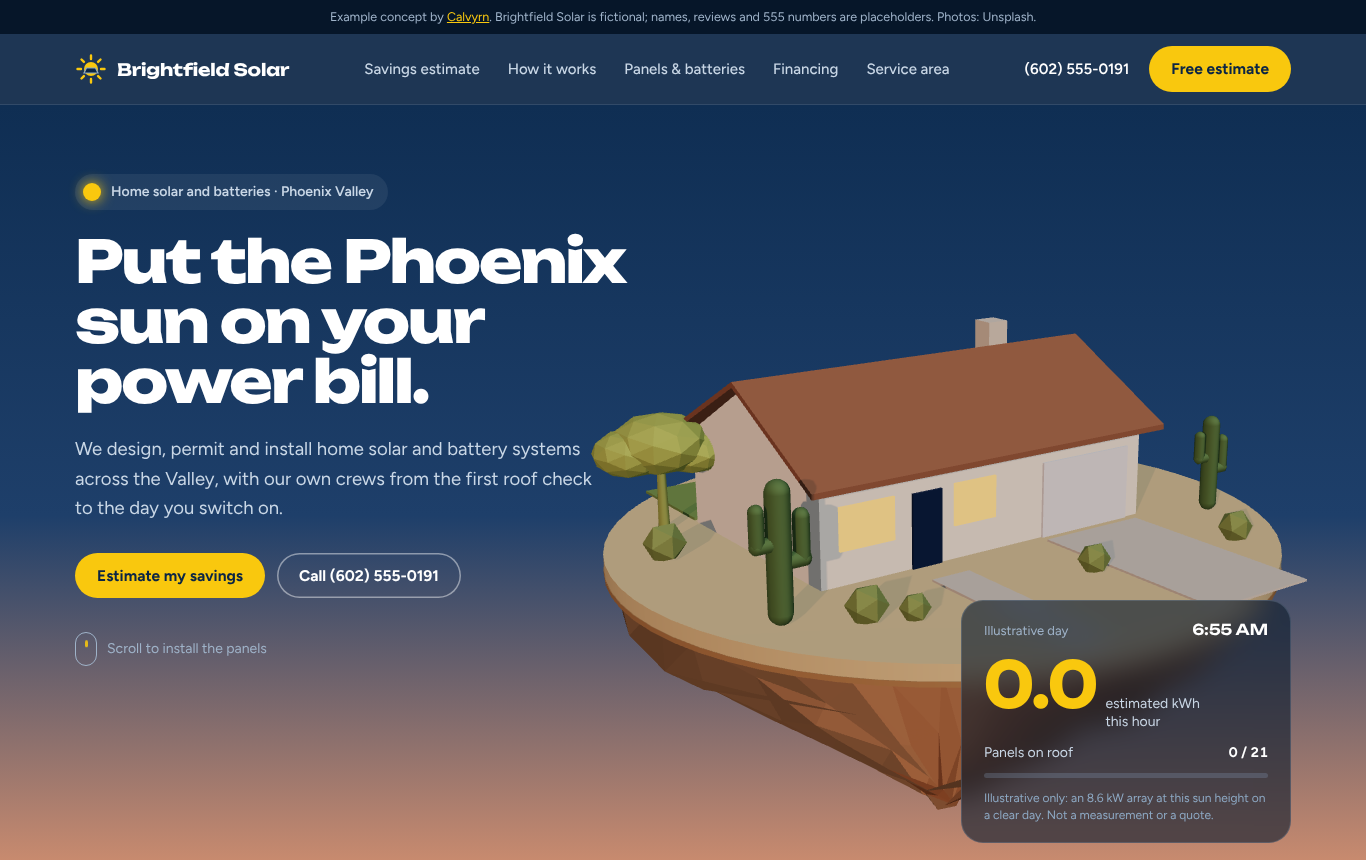 Example concept by Calvyrn. Brightfield Solar is fictional; names, reviews and 555 numbers are placeholders. Photos: Unsplash.
Brightfield Solar
Savings estimate
How it works
Panels & batteries
Financing
Service area
(602) 555-0191
Free estimate
Home solar and batteries · Phoenix Valley
Put the Phoenix
sun on your
power bill.
We design, permit and install home solar and battery systems
across the Valley, with our own crews from the first roof check
to the day you switch on.
Estimate my savings
Call (602) 555-0191
Scroll to install the panels
Illustrative day
6:55 AM
0.0
estimated kWh
this hour
Panels on roof
0 / 21
Illustrative only: an 8.6 kW array at this sun height on
a clear day. Not a measurement or a quote.